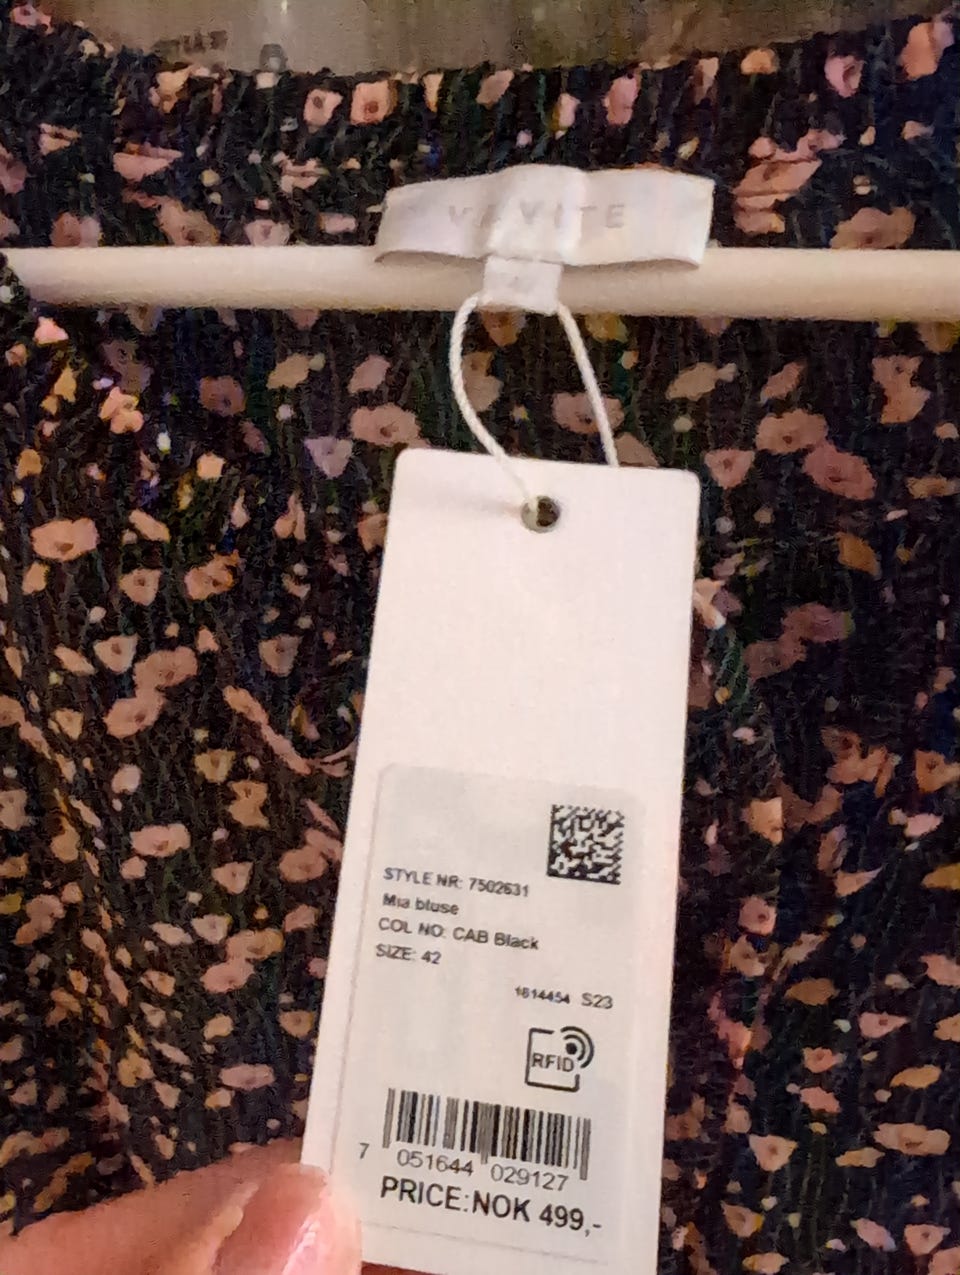 VAVITE
STYLE NR: 7502631
Mia bluse
COL NO: CAB Black
SIZE: 42
1614454 S23
RFID
7 051644 029127
PRICE:NOK 499,-